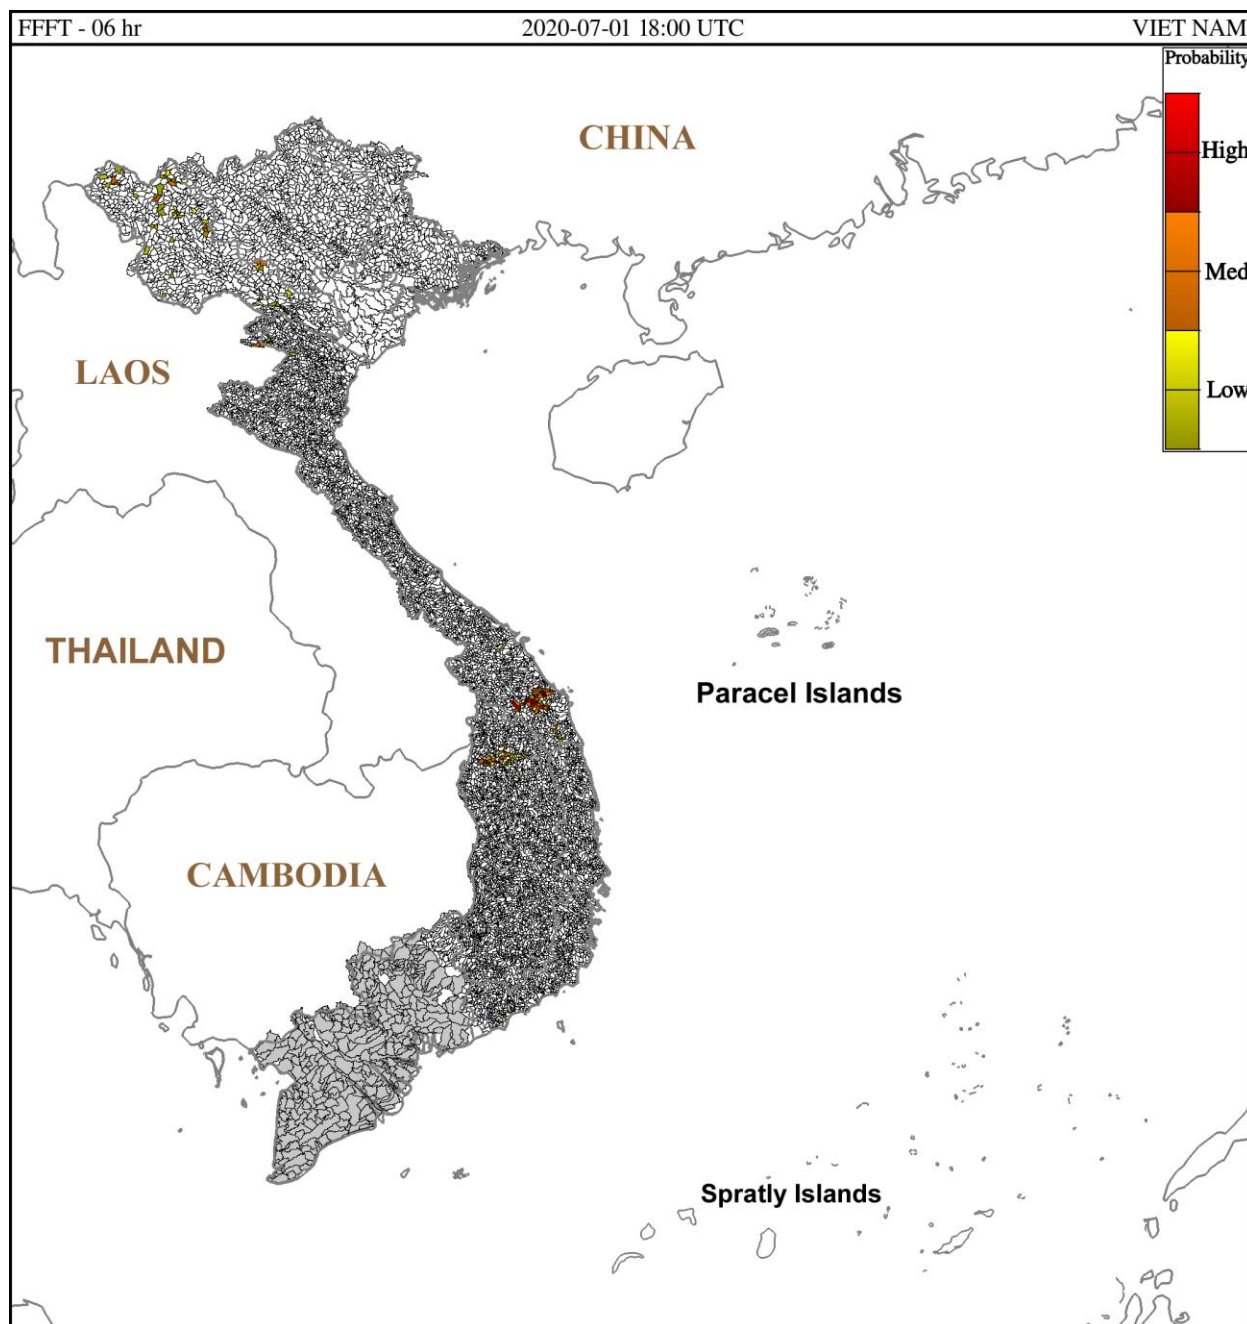 FFFT - 06 hr
2020-07-01 18:00 UTC
VIET NAM
Probability
High
Med
Low
CHINA
LAOS
THAILAND
Paracel Islands
CAMBODIA
Spratly Islands